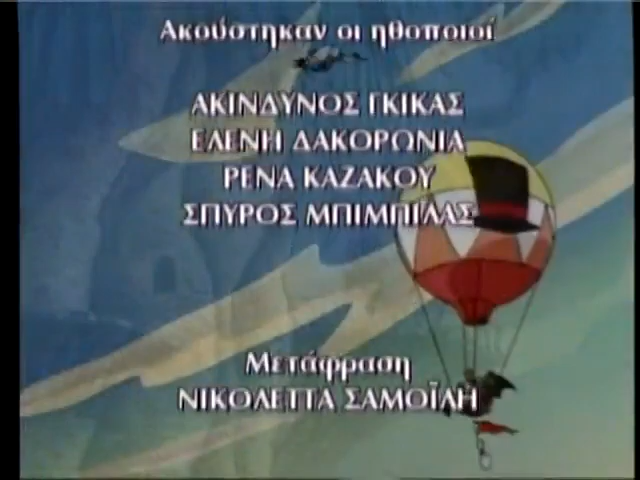 Ακούστηκαν οι ηθοποιοί
ΑΚΙΝΔΥΝΟΣ ΓΚΙΚΑΣ
ΕΛΕΝΗ ΔΑΚΟΡΩΝΙΑ
ΡΕΝΑ ΚΑΖΑΚΟΥ
ΣΠΥΡΟΣ ΜΠΙΜΠΙΛΑΣ
Μετάφραση
ΝΙΚΟΛΕΤΤΑ ΣΑΜΟΪΛΗ